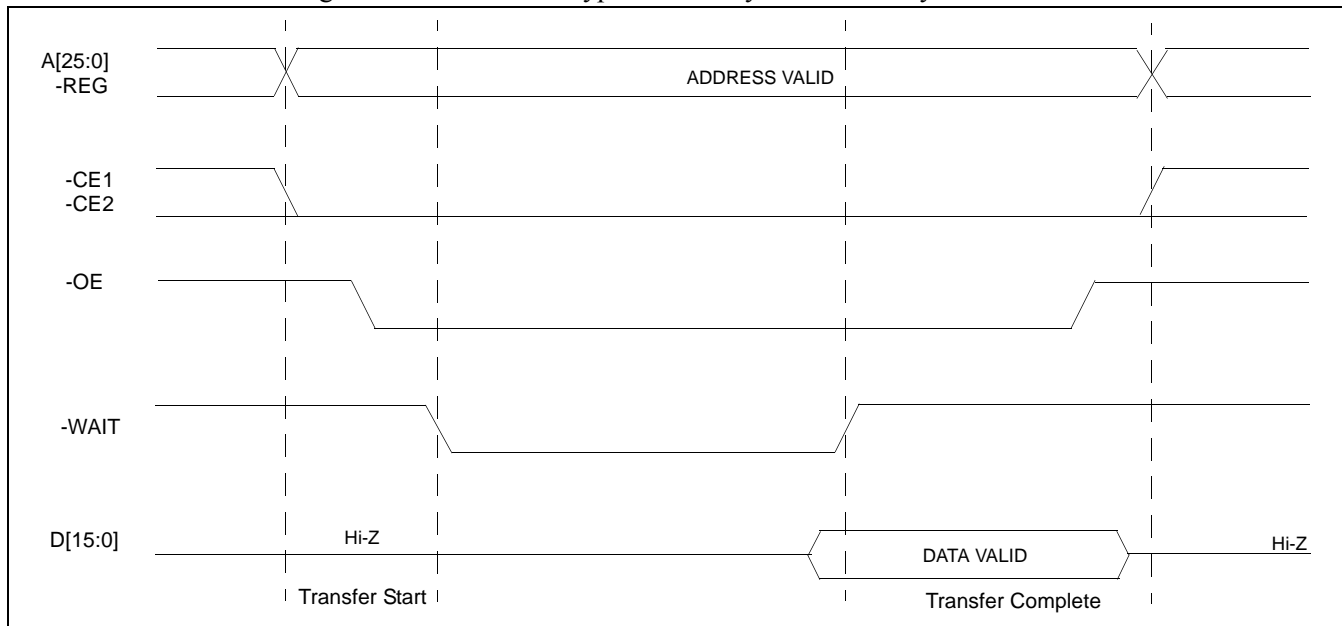 A[25:0]
-REG
ADDRESS VALID
-CE1
-CE2
-OE
-WAIT
D[15:0]
Hi-Z
DATA VALID
Hi-Z
Transfer Start
Transfer Complete